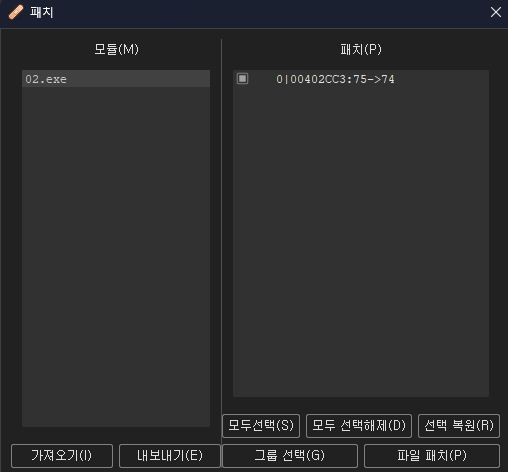 패치
모듈(M)
패치(P)
02.exe
0|00402CC3:75->74
모두선택(S)
모두 선택해제(D)
선택 복원(R)
가져오기(I)
내보내기(E)
그룹 선택(G)
파일 패치(P)